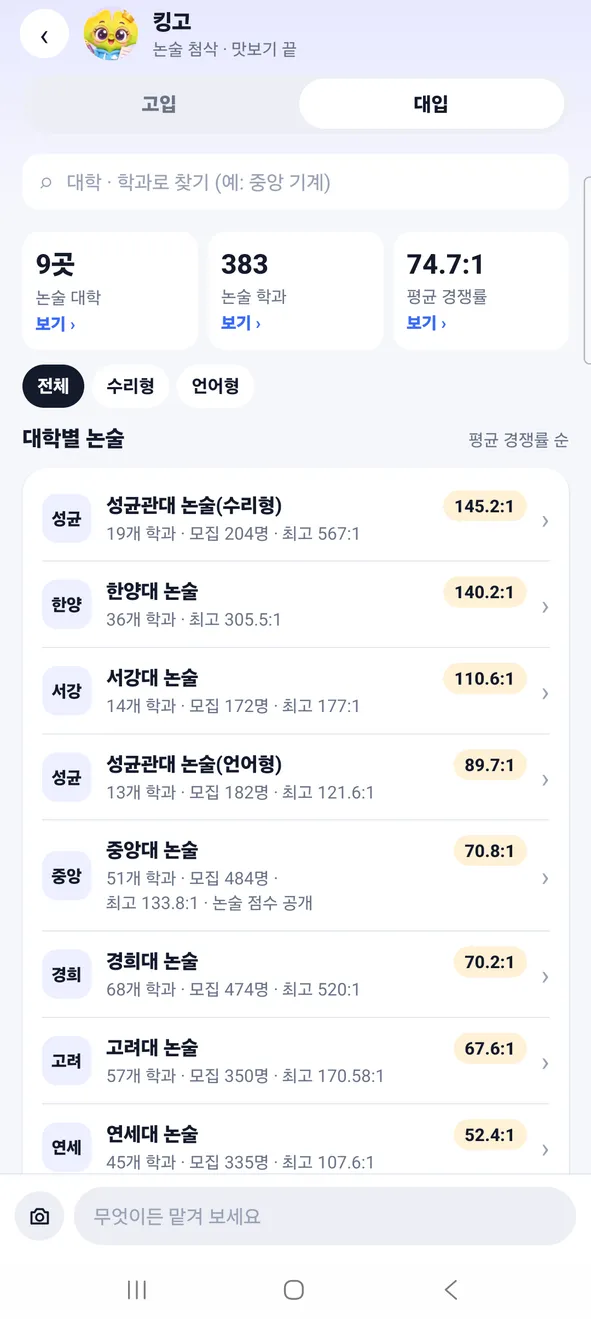 킹고
논술 첨삭 · 맛보기 끝
고입
대입
대학 · 학과로 찾기 (예: 중앙 기계)
9곳
논술 대학
보기 ›
383
논술 학과
보기 ›
74.7:1
평균 경쟁률
보기 ›
전체
수리형
언어형
대학별 논술
평균 경쟁률 순
성균
성균관대 논술(수리형)
145.2:1
19개 학과 · 모집 204명 · 최고 567:1
한양
한양대 논술
140.2:1
36개 학과 · 최고 305.5:1
서강
서강대 논술
110.6:1
14개 학과 · 모집 172명 · 최고 177:1
성균
성균관대 논술(언어형)
89.7:1
13개 학과 · 모집 182명 · 최고 121.6:1
중앙
중앙대 논술
70.8:1
51개 학과 · 모집 484명 ·
최고 133.8:1 · 논술 점수 공개
경희
경희대 논술
70.2:1
68개 학과 · 모집 474명 · 최고 520:1
고려
고려대 논술
67.6:1
57개 학과 · 모집 350명 · 최고 170.58:1
연세
연세대 논술
52.4:1
45개 학과 · 모집 335명 · 최고 107.6:1
무엇이든 맡겨 보세요